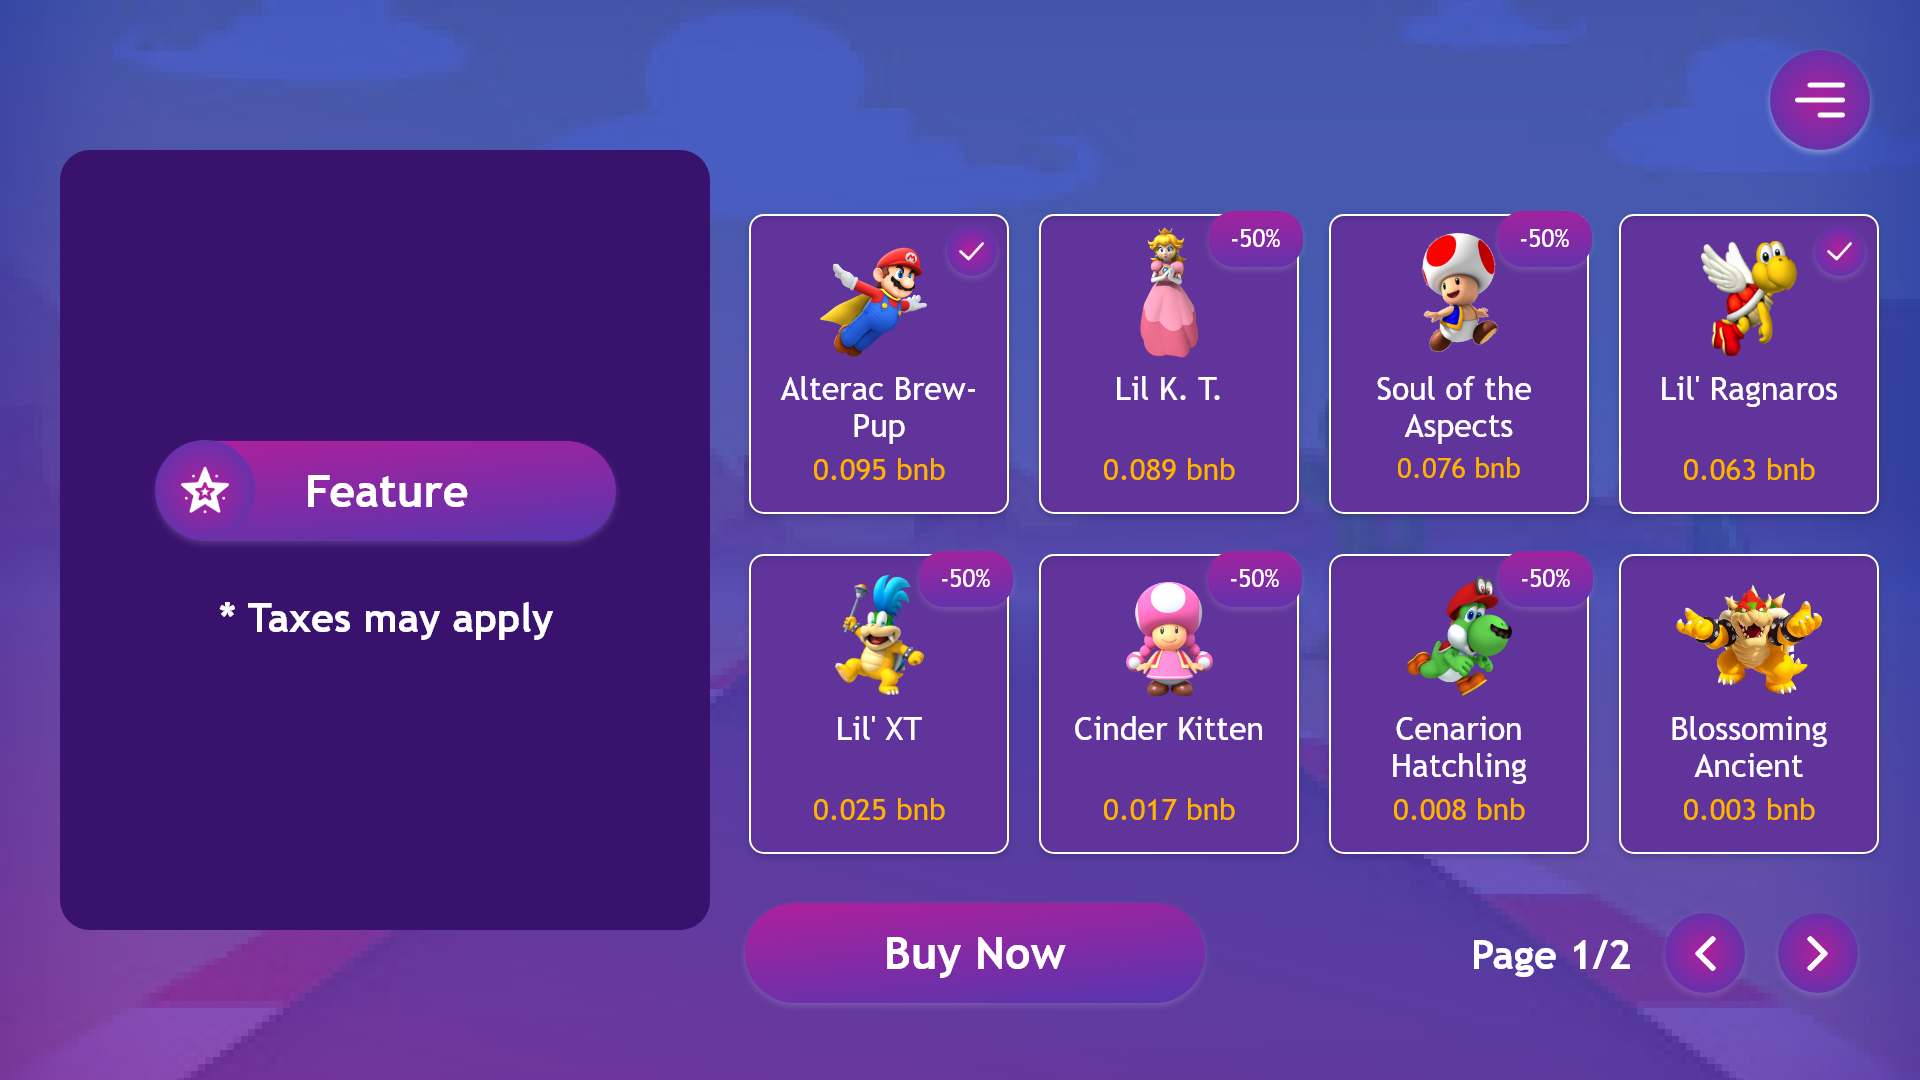 Feature
* Taxes may apply
Alterac Brew-
Pup
0.095 bnb
-50%
Lil K. T.
0.089 bnb
-50%
Soul of the
Aspects
0.076 bnb
Lil' Ragnaros
0.063 bnb
-50%
Lil' XT
0.025 bnb
-50%
Cinder Kitten
0.017 bnb
-50%
Cenarion
Hatchling
0.008 bnb
Blossoming
Ancient
0.003 bnb
Buy Now
Page 1/2